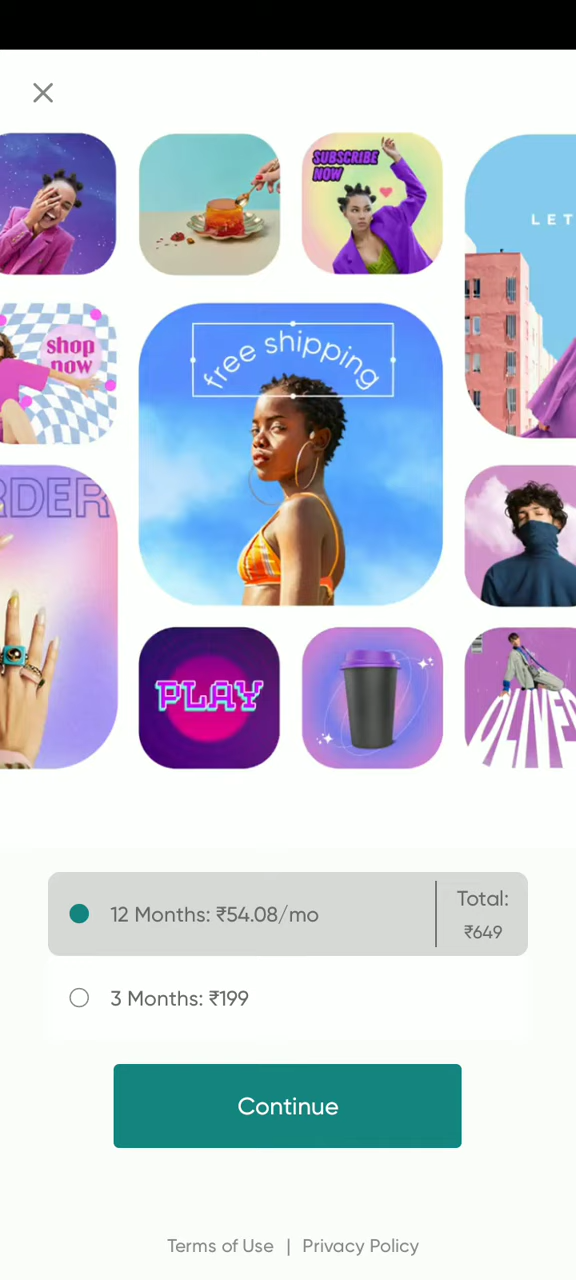 SUBSCRIBE
NOW
LET
shop
now
free shipping
RDER
PLAY
12 Months: ₹54.08/mo
Total:
₹649
3 Months: ₹199
Continue
Terms of Use | Privacy Policy